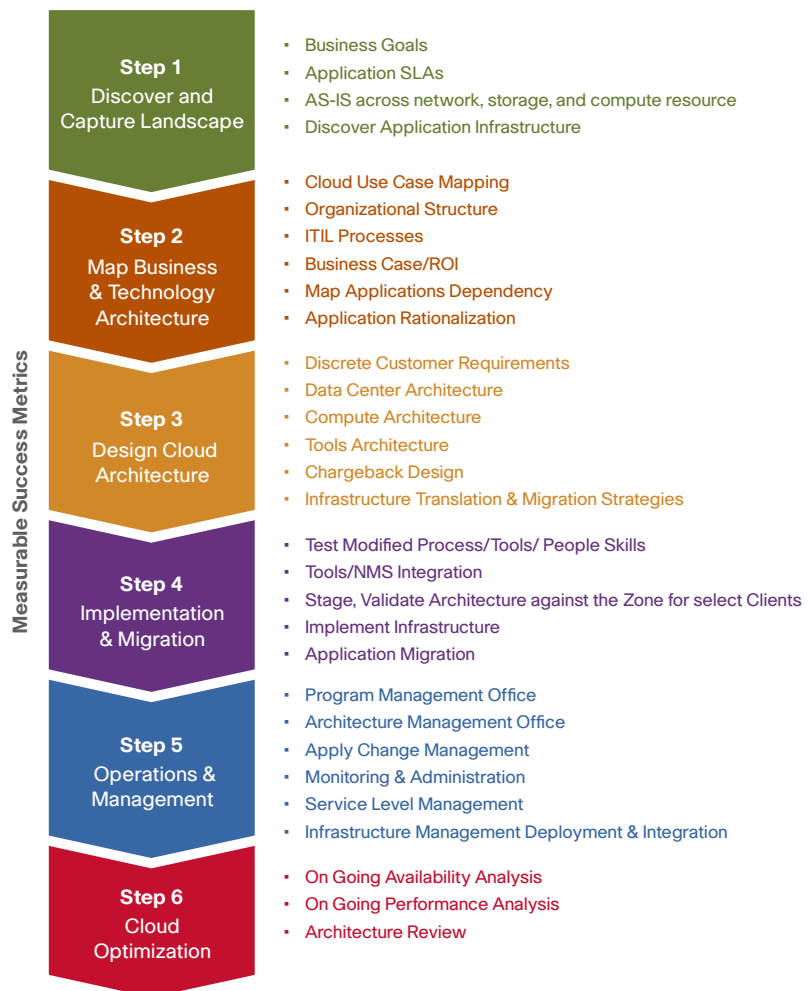 Measurable Success Metrics
Step 1
Discover and
Capture Landscape
▪ Business Goals
▪ Application SLAs
▪ AS-IS across network, storage, and compute resource
▪ Discover Application Infrastructure
Step 2
Map Business
& Technology
Architecture
▪ Cloud Use Case Mapping
▪ Organizational Structure
▪ ITIL Processes
▪ Business Case/ROI
▪ Map Applications Dependency
▪ Application Rationalization
Step 3
Design Cloud
Architecture
▪ Discrete Customer Requirements
▪ Data Center Architecture
▪ Compute Architecture
▪ Tools Architecture
▪ Chargeback Design
▪ Infrastructure Translation & Migration Strategies
Step 4
Implementation
& Migration
▪ Test Modified Process/Tools/ People Skills
▪ Tools/NMS Integration
▪ Stage, Validate Architecture against the Zone for select Clients
▪ Implement Infrastructure
▪ Application Migration
Step 5
Operations &
Management
▪ Program Management Office
▪ Architecture Management Office
▪ Apply Change Management
▪ Monitoring & Administration
▪ Service Level Management
▪ Infrastructure Management Deployment & Integration
Step 6
Cloud
Optimization
▪ On Going Availability Analysis
▪ On Going Performance Analysis
▪ Architecture Review